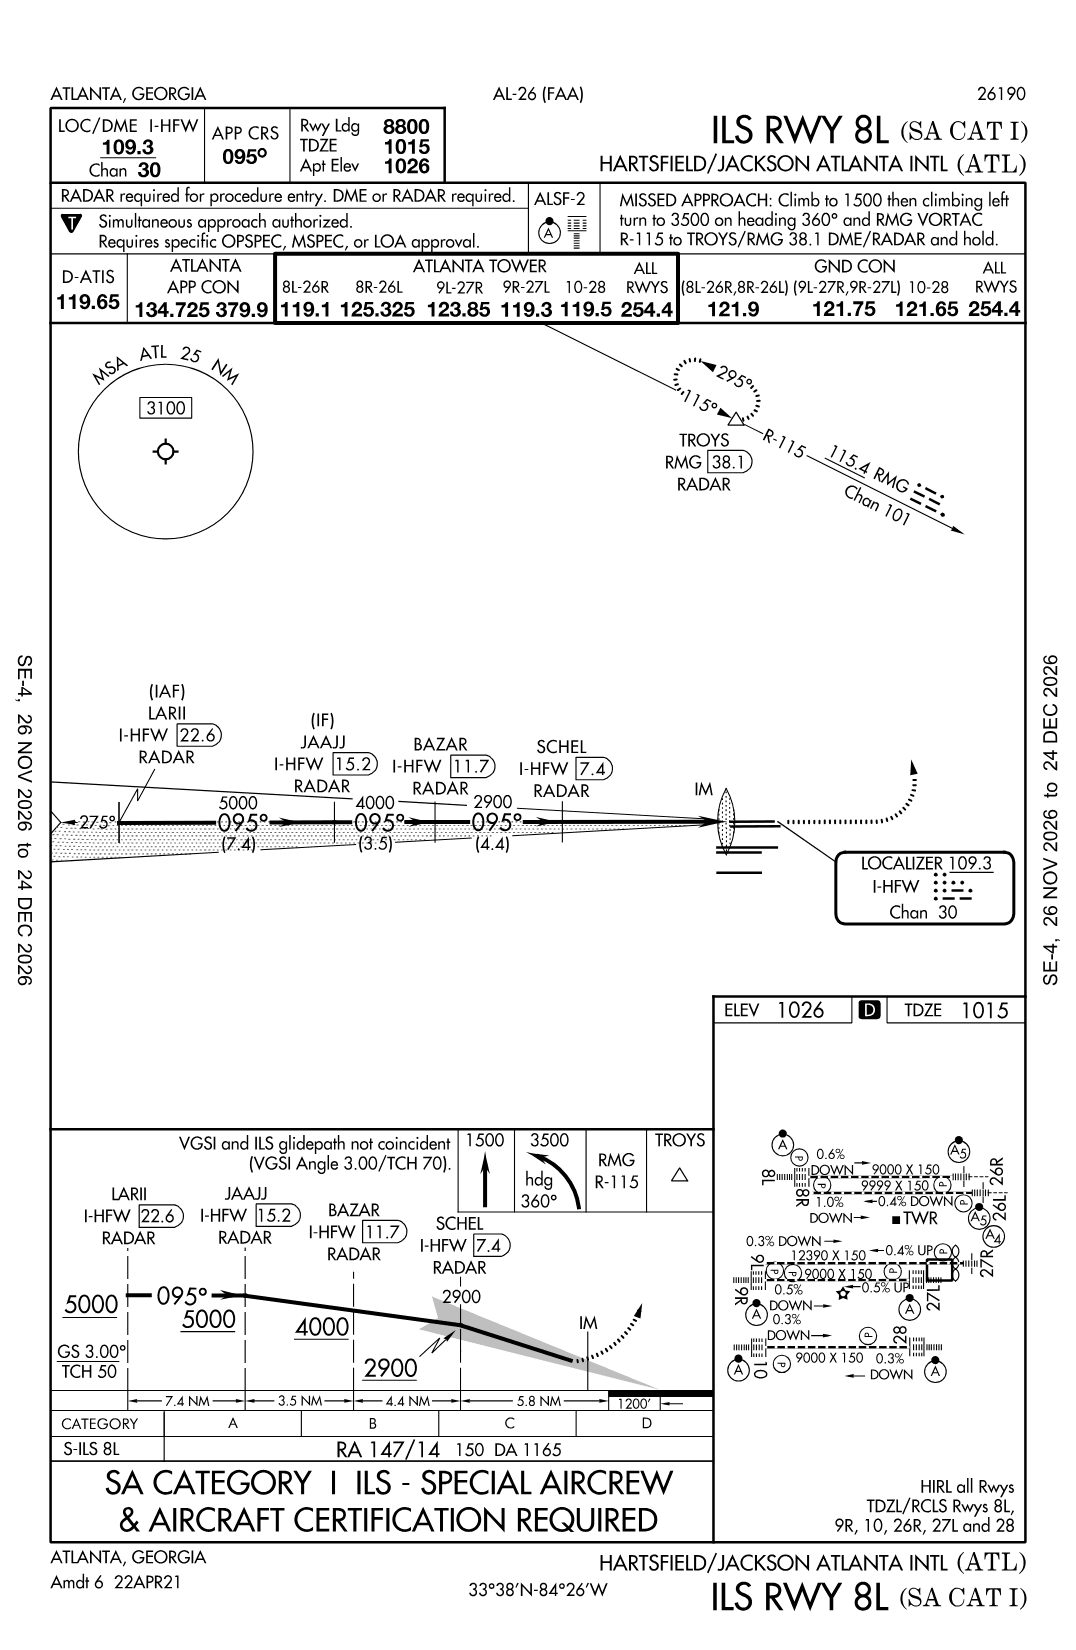 ATLANTA, GEORGIA
AL-26 (FAA)
26190
LOC/DME I-HFW
109.3
Chan 30
APP CRS
095°
Rwy Ldg 8800
TDZE 1015
Apt Elev 1026
ILS RWY 8L (SA CAT I)
HARTSFIELD/JACKSON ATLANTA INTL (ATL)
RADAR required for procedure entry. DME or RADAR required.
T
Simultaneous approach authorized.
Requires specific OPSPEC, MSPEC, or LOA approval.
ALSF-2
A
MISSED APPROACH: Climb to 1500 then climbing left
turn to 3500 on heading 360° and RMG VORTAC
R-115 to TROYS/RMG 38.1 DME/RADAR and hold.
D-ATIS
119.65
ATLANTA
APP CON
134.725 379.9
ATLANTA TOWER
8L-26R 8R-26L 9L-27R 9R-27L 10-28 ALL RWYS
119.1 125.325 123.85 119.3 119.5 254.4
GND CON
(8L-26R,8R-26L) (9L-27R,9R-27L) 10-28 ALL RWYS
121.9 121.75 121.65 254.4
MSA ATL 25 NM
3100
295°
115°
TROYS
RMG 38.1
RADAR
R-115
115.4 RMG
Chan 101
SE-4, 26 NOV 2026 to 24 DEC 2026
SE-4, 26 NOV 2026 to 24 DEC 2026
(IAF)
LARII
I-HFW 22.6
RADAR
(IF)
JAAJJ
I-HFW 15.2
RADAR
BAZAR
I-HFW 11.7
RADAR
SCHEL
I-HFW 7.4
RADAR
IM
275°
5000
095°
(7.4)
4000
095°
(3.5)
2900
095°
(4.4)
LOCALIZER 109.3
I-HFW
Chan 30
ELEV 1026
D
TDZE 1015
A
P
0.6%
DOWN
9000 X 150
A5
8L
26R
P
9999 X 150
P
8R
1.0%
DOWN
0.4% DOWN
P
26L
A5
TWR
A4
0.3% DOWN
0.4% UP
P
9L
12390 X 150
27R
P
P
9000 X 150
P
9R
0.5%
DOWN
0.5% UP
27L
A
A
0.3%
DOWN
P
28
10
9000 X 150
0.3%
DOWN
A
P
A
HIRL all Rwys
TDZL/RCLS Rwys 8L,
9R, 10, 26R, 27L and 28
VGSI and ILS glidepath not coincident
(VGSI Angle 3.00/TCH 70).
1500
3500
hdg
360°
RMG
R-115
TROYS
LARII
I-HFW 22.6
RADAR
JAAJJ
I-HFW 15.2
RADAR
BAZAR
I-HFW 11.7
RADAR
SCHEL
I-HFW 7.4
RADAR
2900
5000
095°
5000
4000
2900
IM
GS 3.00°
TCH 50
7.4 NM
3.5 NM
4.4 NM
5.8 NM
1200'
CATEGORY A B C D
S-ILS 8L RA 147/14 150 DA 1165
SA CATEGORY I ILS - SPECIAL AIRCREW
& AIRCRAFT CERTIFICATION REQUIRED
ATLANTA, GEORGIA
Amdt 6 22APR21
33°38'N-84°26'W
HARTSFIELD/JACKSON ATLANTA INTL (ATL)
ILS RWY 8L (SA CAT I)